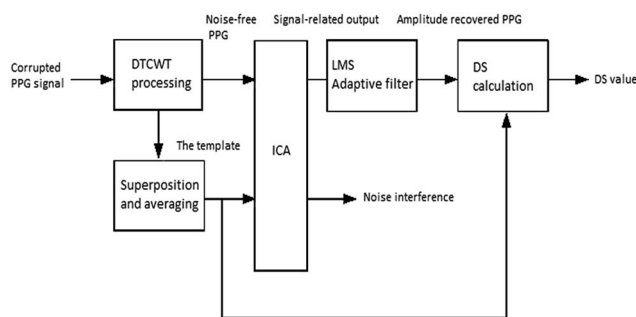 Noise-free
PPG
Signal-related output
Amplitude recovered PPG
Corrupted
PPG signal
DTCWT
processing
LMS
Adaptive filter
DS
calculation
DS value
The template
ICA
Superposition
and averaging
Noise interference